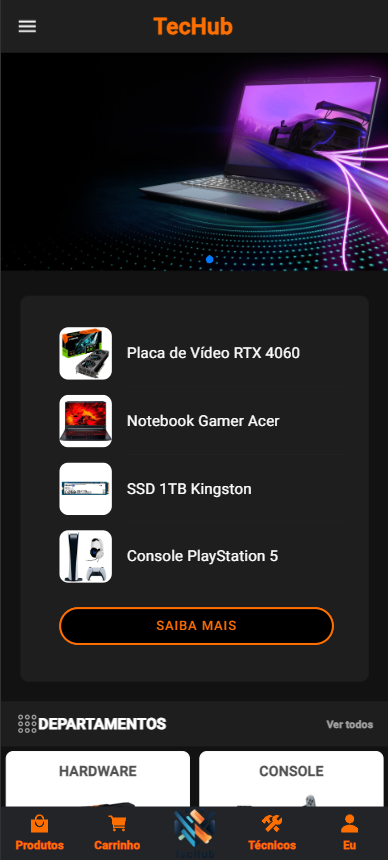 TecHub
Placa de Vídeo RTX 4060
Notebook Gamer Acer
SSD 1TB Kingston
Console PlayStation 5
SAIBA MAIS
DEPARTAMENTOS
Ver todos
HARDWARE
CONSOLE
TecHub
Produtos
Carrinho
Técnicos
Eu